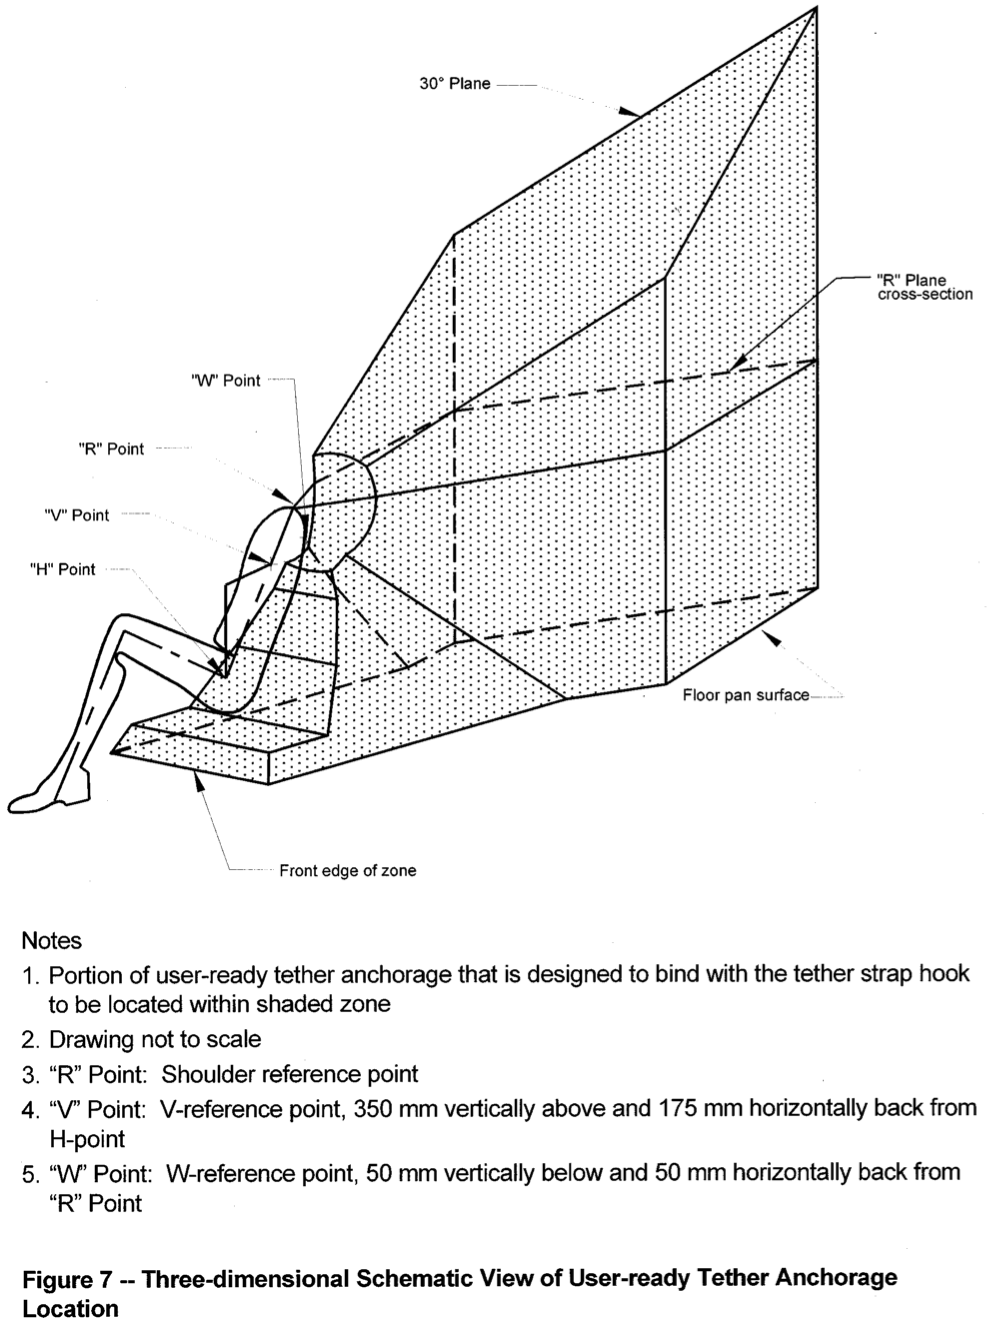 30° Plane
"R" Plane
cross-section
"W" Point
"R" Point
"V" Point
"H" Point
Floor pan surface
Front edge of zone
Notes
1. Portion of user-ready tether anchorage that is designed to bind with the tether strap hook
to be located within shaded zone
2. Drawing not to scale
3. “R” Point: Shoulder reference point
4. “V” Point: V-reference point, 350 mm vertically above and 175 mm horizontally back from
H-point
5. “W” Point: W-reference point, 50 mm vertically below and 50 mm horizontally back from
“R” Point
Figure 7 -- Three-dimensional Schematic View of User-ready Tether Anchorage
Location